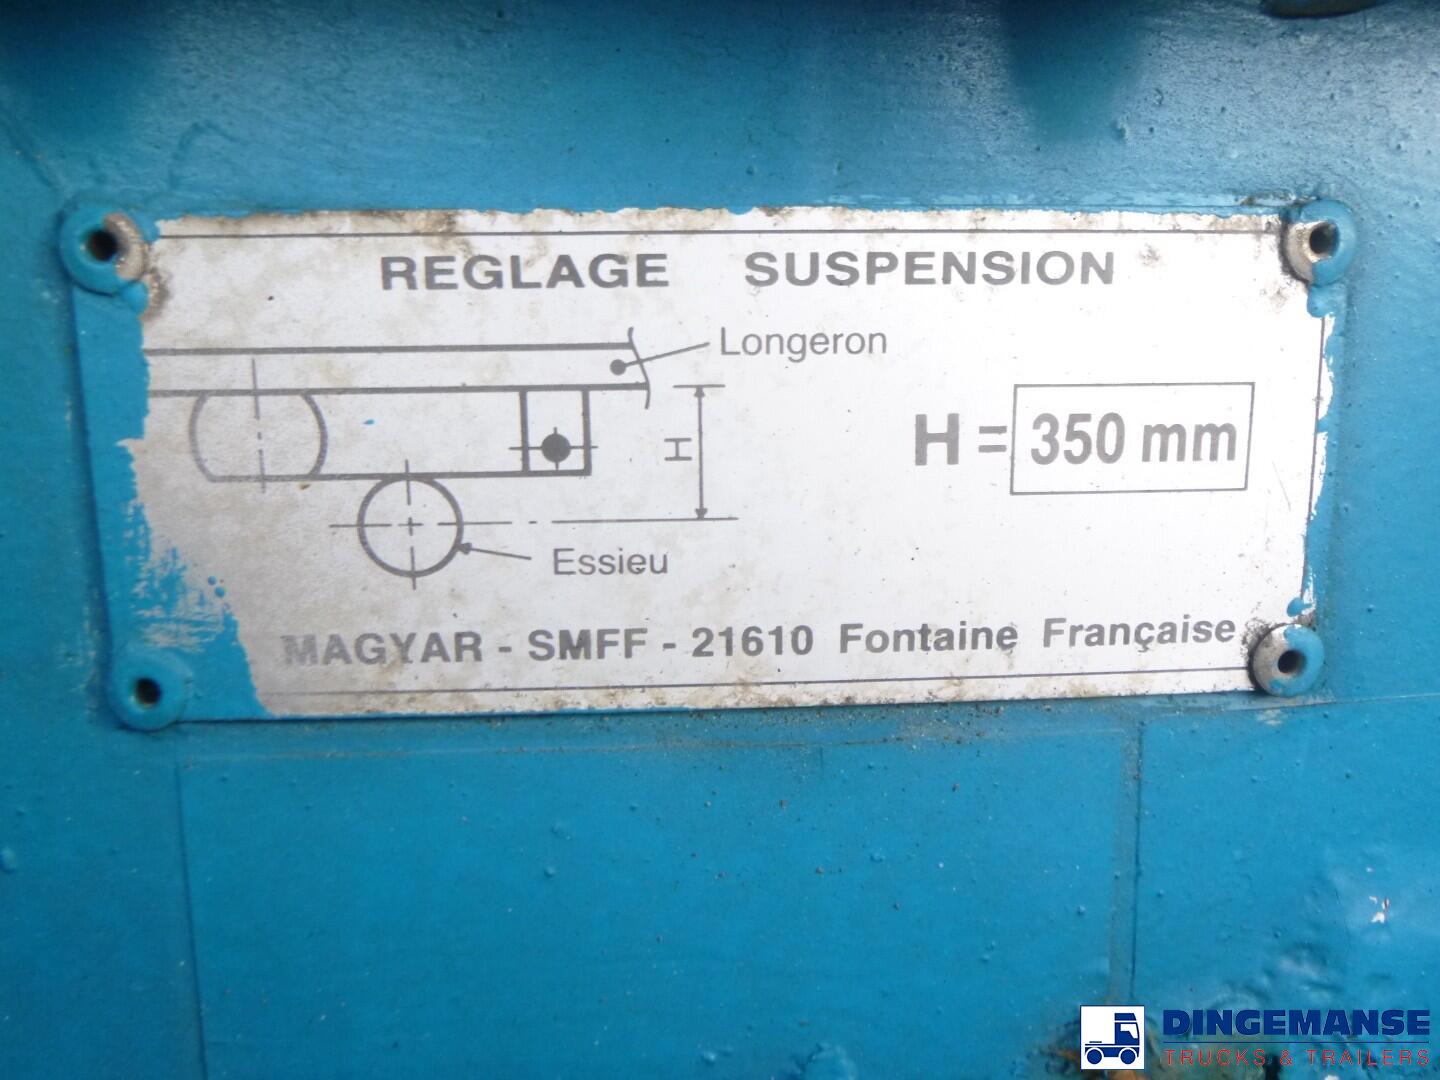 REGLAGE SUSPENSION
Longeron
H
H = 350 mm
Essieu
MAGYAR - SMFF - 21610 Fontaine Française
DINGEMANSE
TRUCKS & TRAILERS